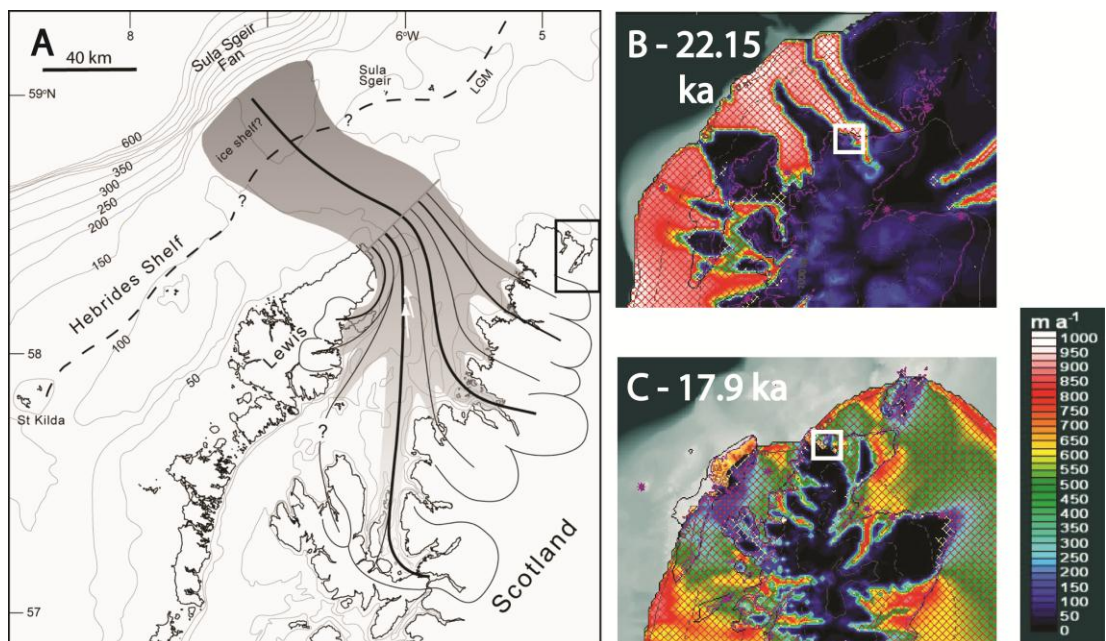 A
40 km
8
6W
5
59°N
58
57
Sula Sgeir
Fan
Sula
Sgeir
LGM
?
?
?
?
ice shelf?
600
350
300
250
200
150
100
50
Hebrides Shelf
Lewis
St Kilda
Scotland
B - 22.15
ka
C - 17.9 ka
m a⁻¹
1000
950
900
850
800
750
700
650
600
550
500
450
400
350
300
250
200
150
100
50
0